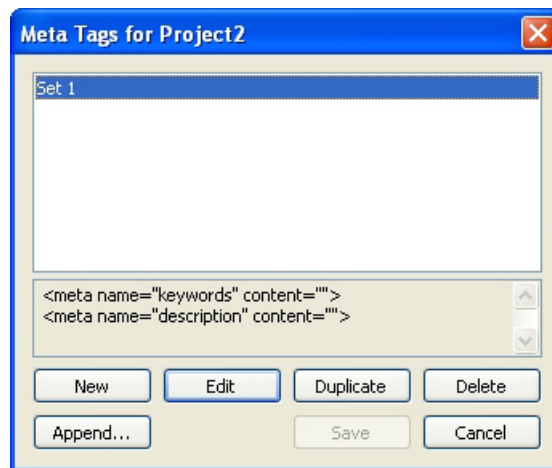 Meta Tags for Project2
Set 1
<meta name="keywords" content="">
<meta name="description" content="">
New Edit Duplicate Delete
Append... Save Cancel